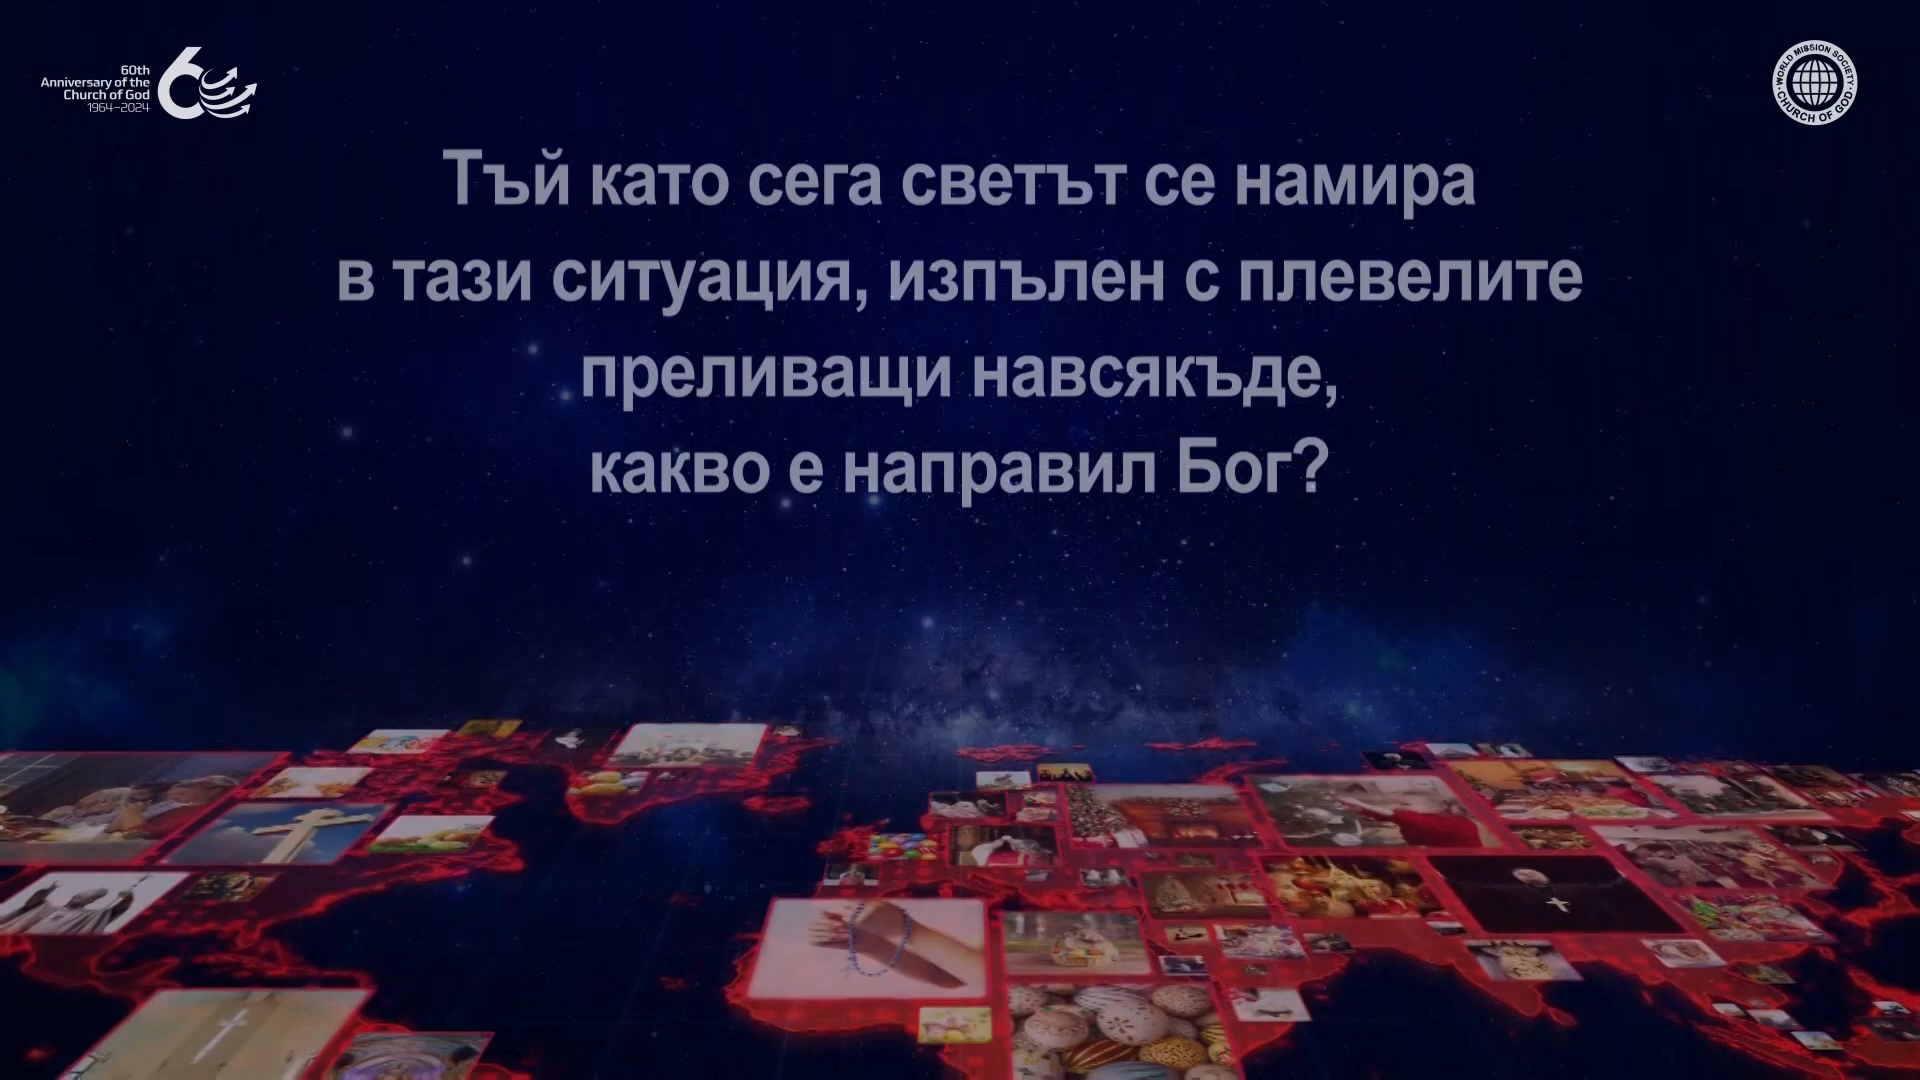 60th
Anniversary of the
Church of God
1964–2024
60
WORLD MISSION SOCIETY
CHURCH OF GOD
Тъй като сега светът се намира
в тази ситуация, изпълен с плевелите
преливащи навсякъде,
какво е направил Бог?